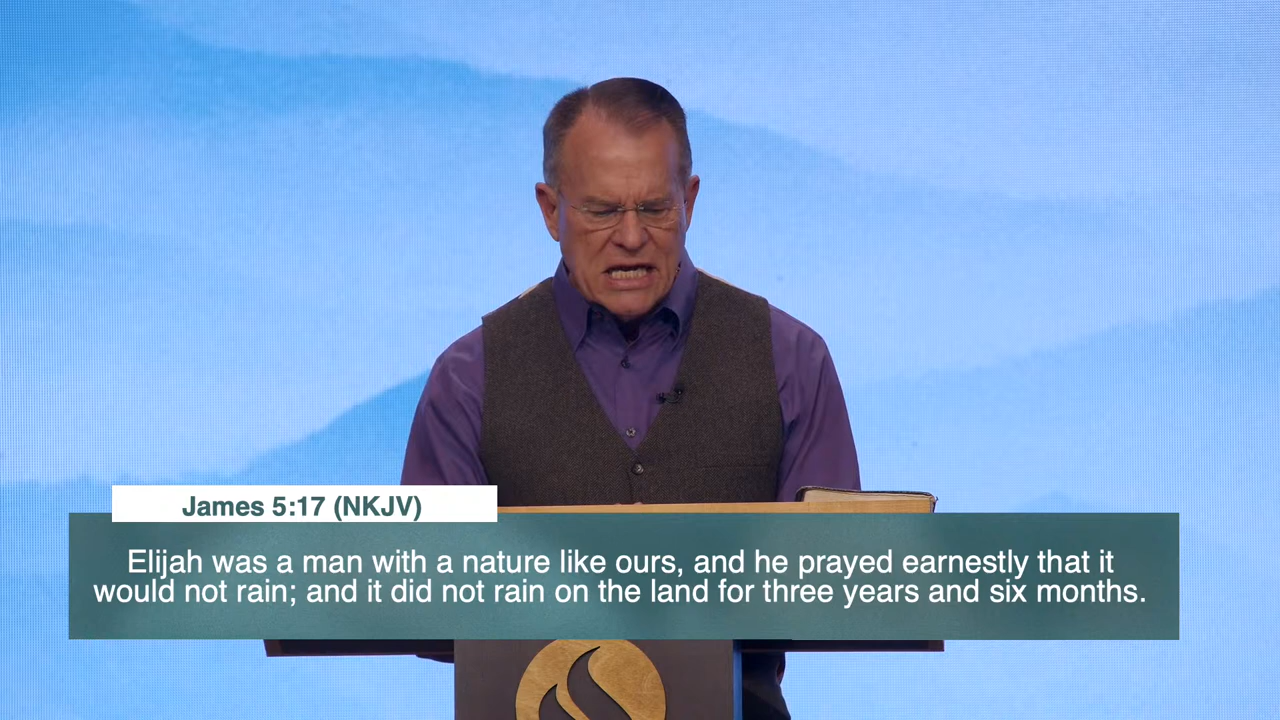 James 5:17 (NKJV)
Elijah was a man with a nature like ours, and he prayed earnestly that it
would not rain; and it did not rain on the land for three years and six months.